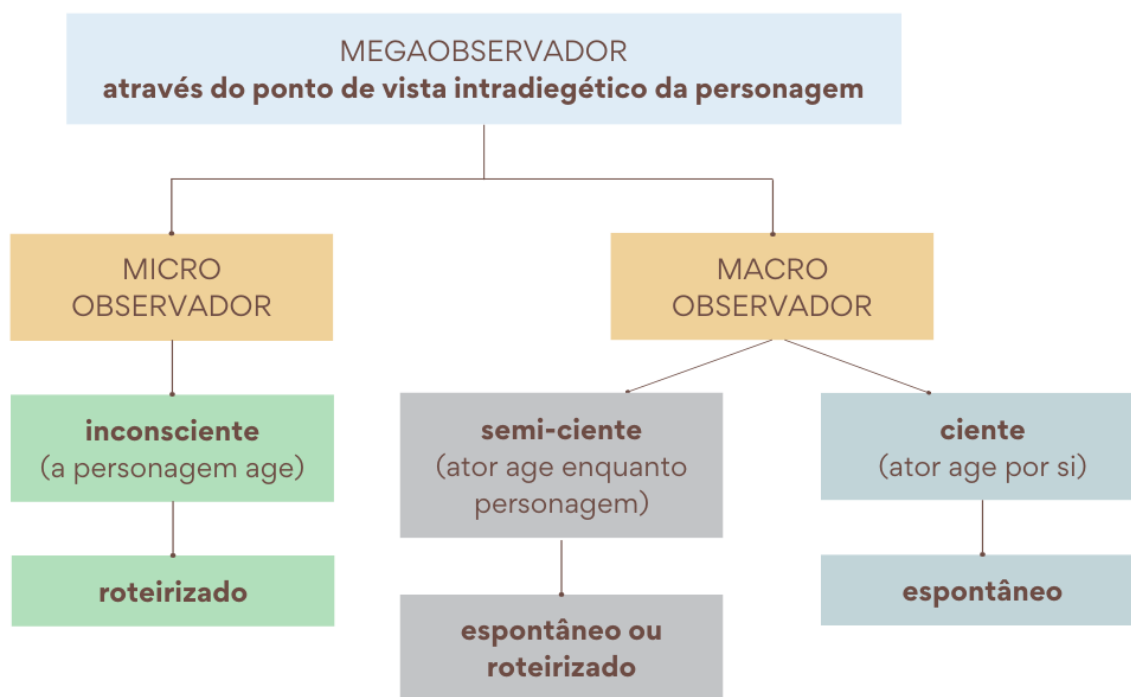 MEGAOBSERVADOR
através do ponto de vista intradiegético da personagem
MICRO
OBSERVADOR
MACRO
OBSERVADOR
inconsciente
(a personagem age)
semi-ciente
(ator age enquanto
personagem)
ciente
(ator age por si)
roteirizado
espontâneo ou
roteirizado
espontâneo